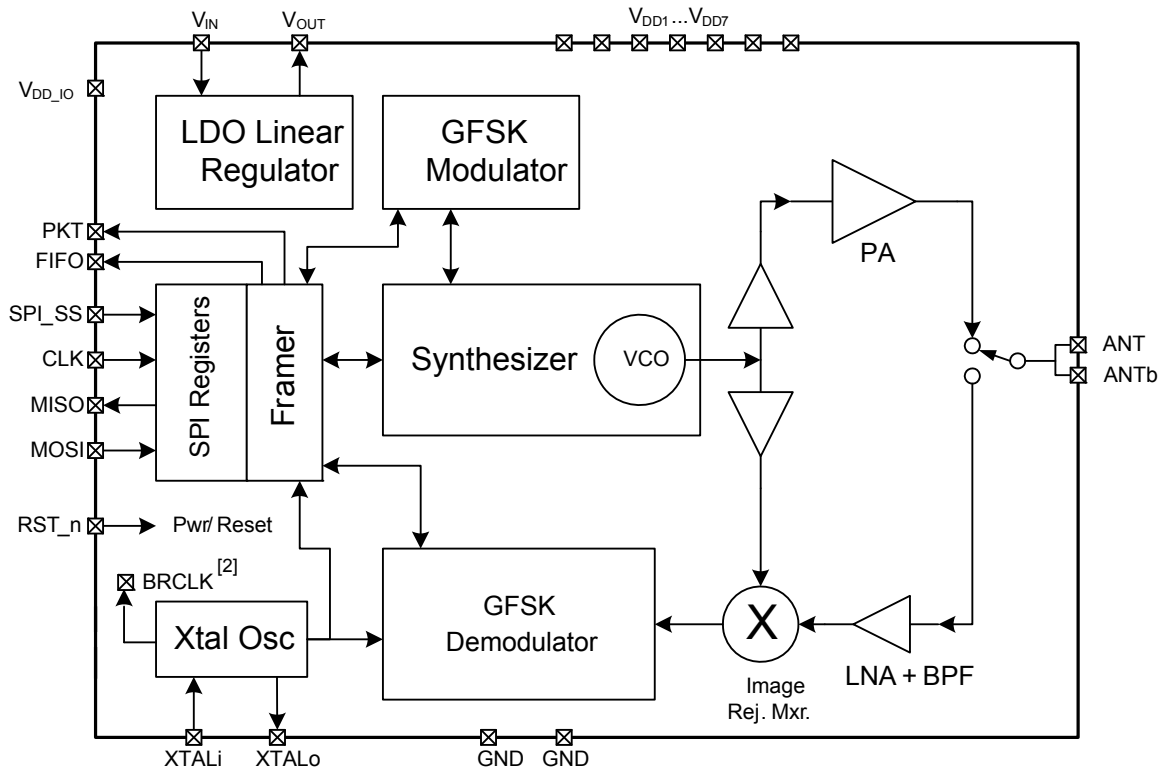 VIN
VOUT
VDD1...VDD7
VDD_IO
LDO Linear
Regulator
GFSK
Modulator
PKT
FIFO
SPI_SS
CLK
MISO
MOSI
SPI Registers
Framer
Synthesizer
VCO
PA
ANT
ANTb
RST_n
Pwr/ Reset
BRCLK [2]
Xtal Osc
GFSK
Demodulator
X
Image
Rej. Mxr.
LNA + BPF
XTALi
XTALo
GND
GND